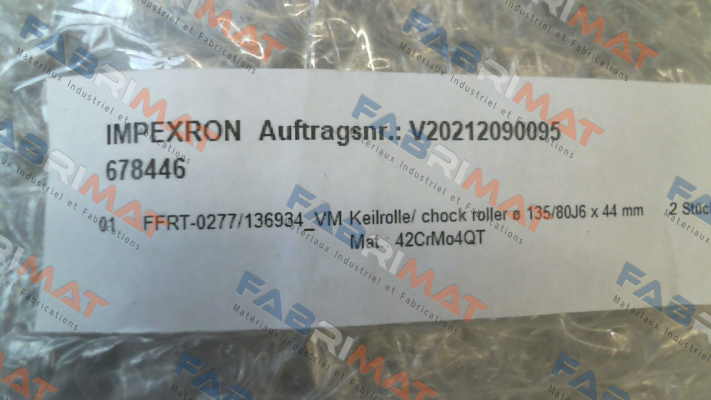 IMPEXRON Auftragsnr.: V20212090095
678446
01 FFRT-0277/136934_VM Keilrolle/ chock roller ø 135/80J6 x 44 mm 2 Stück
Mat.: 42CrMo4QT
FABRIMAT
Materiaux Industriel et Fabrications